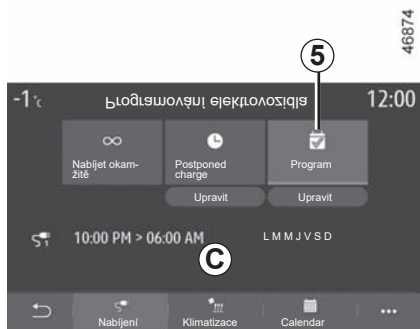 46874
5
-1°C Programování elektrovozidla 12:00
Nabíjet okam-
žitě
Postponed
charge
Program
Upravit
Upravit
10:00 PM > 06:00 AM L M M J V S D
C
Nabíjení
Klimatizace
Calendar